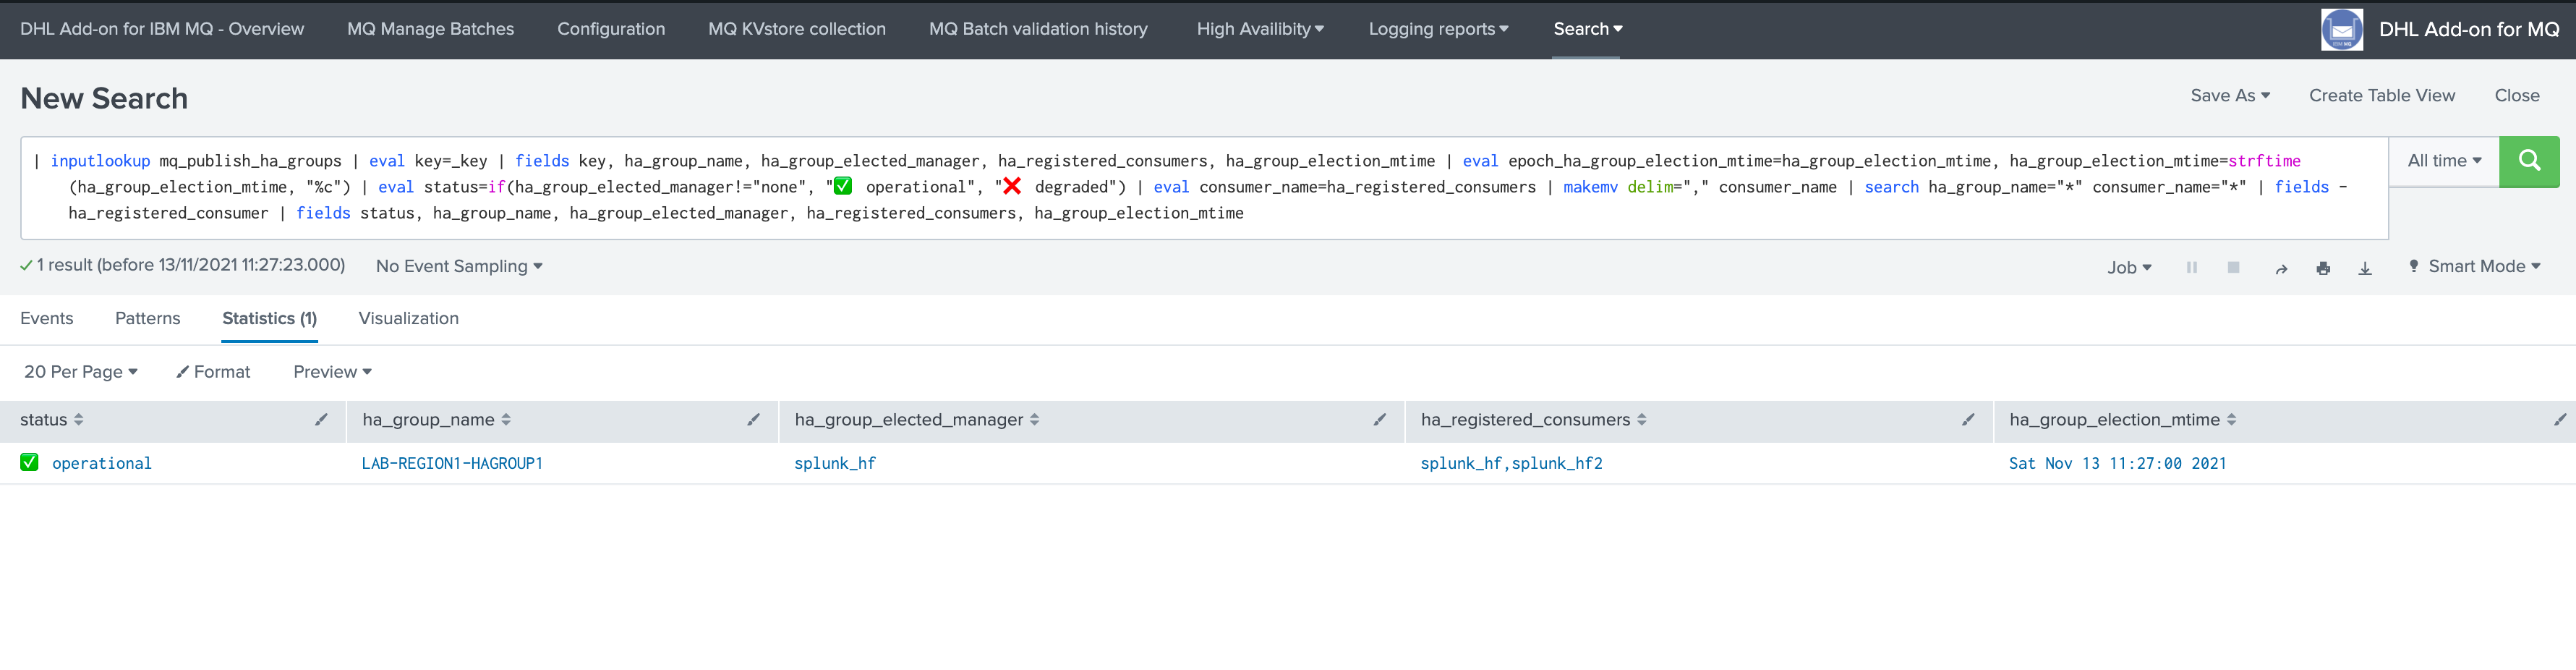 DHL Add-on for IBM MQ - Overview MQ Manage Batches Configuration MQ KVstore collection MQ Batch validation history High Availibity Logging reports Search DHL Add-on for MQ
New Search Save As Create Table View Close
| inputlookup mq_publish_ha_groups | eval key=_key | fields key, ha_group_name, ha_group_elected_manager, ha_registered_consumers, ha_group_election_mtime | eval epoch_ha_group_election_mtime=ha_group_election_mtime, ha_group_election_mtime=strftime
(ha_group_election_mtime, "%c") | eval status=if(ha_group_elected_manager!="none", "✅ operational", "❌ degraded") | eval consumer_name=ha_registered_consumers | makemv delim="," consumer_name | search ha_group_name="*" consumer_name="*" | fields -
ha_registered_consumer | fields status, ha_group_name, ha_group_elected_manager, ha_registered_consumers, ha_group_election_mtime
All time
✓ 1 result (before 13/11/2021 11:27:23.000) No Event Sampling Job Smart Mode
Events Patterns Statistics (1) Visualization
20 Per Page Format Preview
status ha_group_name ha_group_elected_manager ha_registered_consumers ha_group_election_mtime
✅ operational LAB-REGION1-HAGROUP1 splunk_hf splunk_hf,splunk_hf2 Sat Nov 13 11:27:00 2021